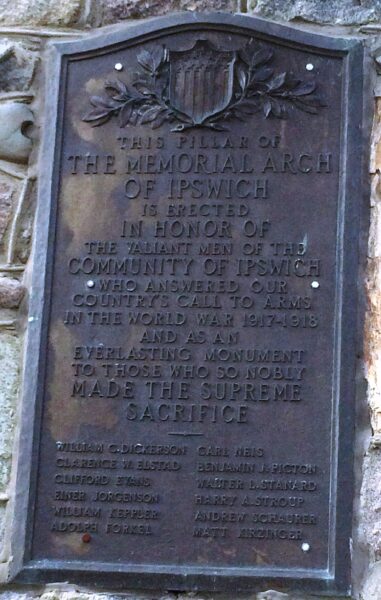 THIS PILLAR OF
THE MEMORIAL ARCH
OF IPSWICH
IS ERECTED
IN HONOR OF
THE VALIANT MEN OF THE
COMMUNITY OF IPSWICH
WHO ANSWERED OUR
COUNTRY'S CALL TO ARMS
IN THE WORLD WAR 1917-1918
AND AS AN
EVERLASTING MONUMENT
TO THOSE WHO SO NOBLY
MADE THE SUPREME
SACRIFICE
WILLIAM C. DICKERSON
CLARENCE W. ELSTAD
CLIFFORD EVANS
EINER JORGENSON
WILLIAM KEPPLER
ADOLPH FORKEL
CARL NEIS
BENJAMIN J. PICTON
WALTER L. STANARD
HARRY A. STROUP
ANDREW SCHAURER
MATT ZIRZINGER